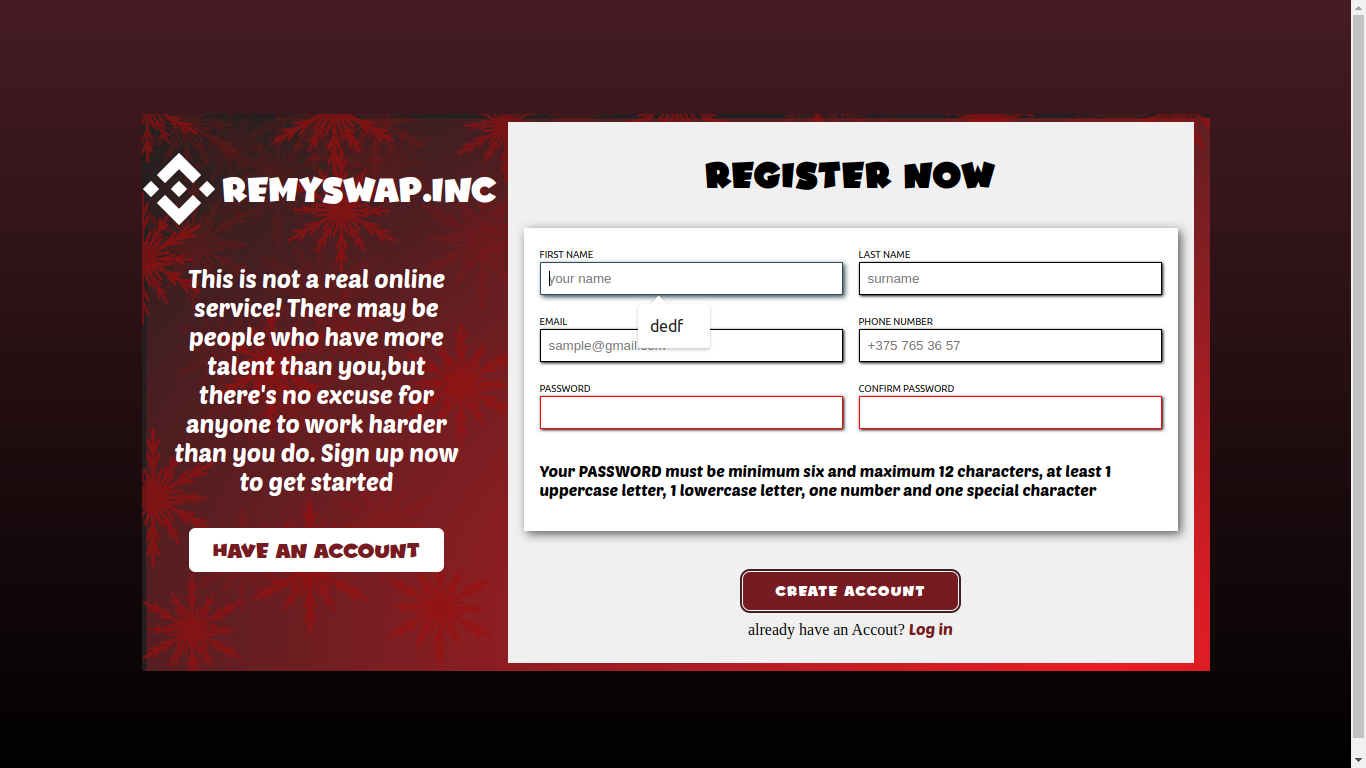 REMYSWAP.INC
This is not a real online
service! There may be
people who have more
talent than you,but
there's no excuse for
anyone to work harder
than you do. Sign up now
to get started
HAVE AN ACCOUNT
REGISTER NOW
FIRST NAME
your name
LAST NAME
surname
dedf
EMAIL
sample@gmail.com
PHONE NUMBER
+375 765 36 57
PASSWORD
CONFIRM PASSWORD
Your PASSWORD must be minimum six and maximum 12 characters, at least 1
uppercase letter, 1 lowercase letter, one number and one special character
CREATE ACCOUNT
already have an Accout? Log in